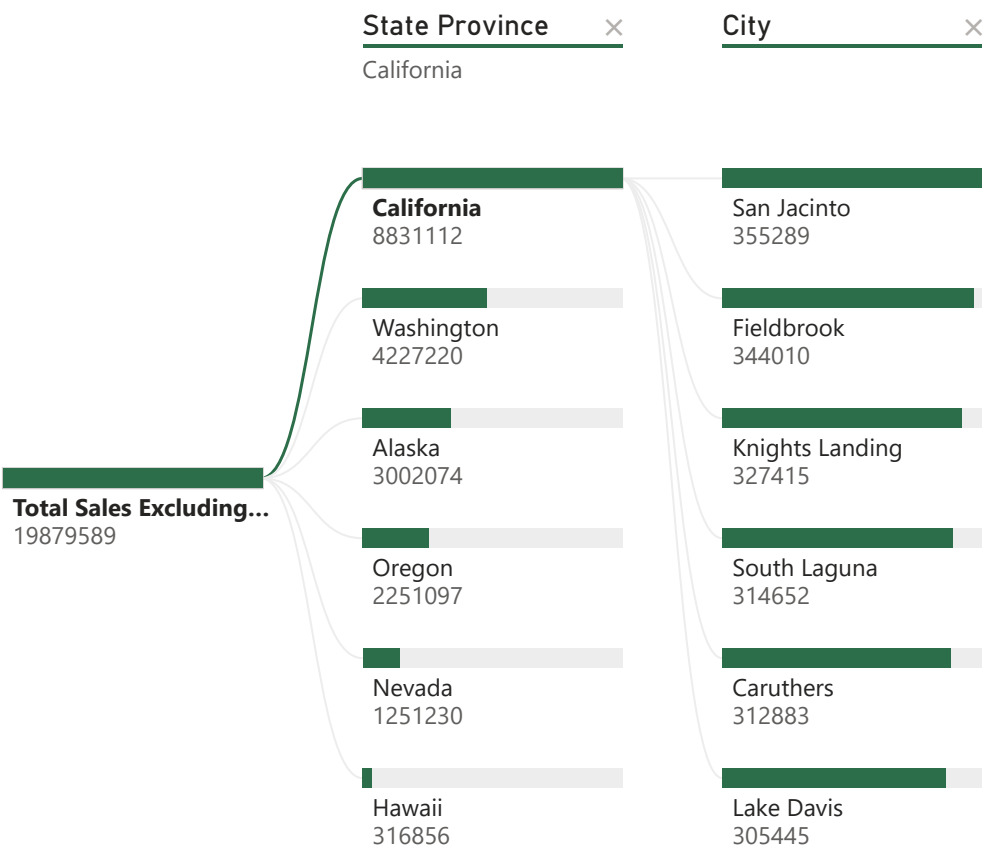 State Province ×
City ×
California
California
8831112
San Jacinto
355289
Washington
4227220
Fieldbrook
344010
Alaska
3002074
Knights Landing
327415
Total Sales Excluding...
19879589
Oregon
2251097
South Laguna
314652
Nevada
1251230
Caruthers
312883
Hawaii
316856
Lake Davis
305445